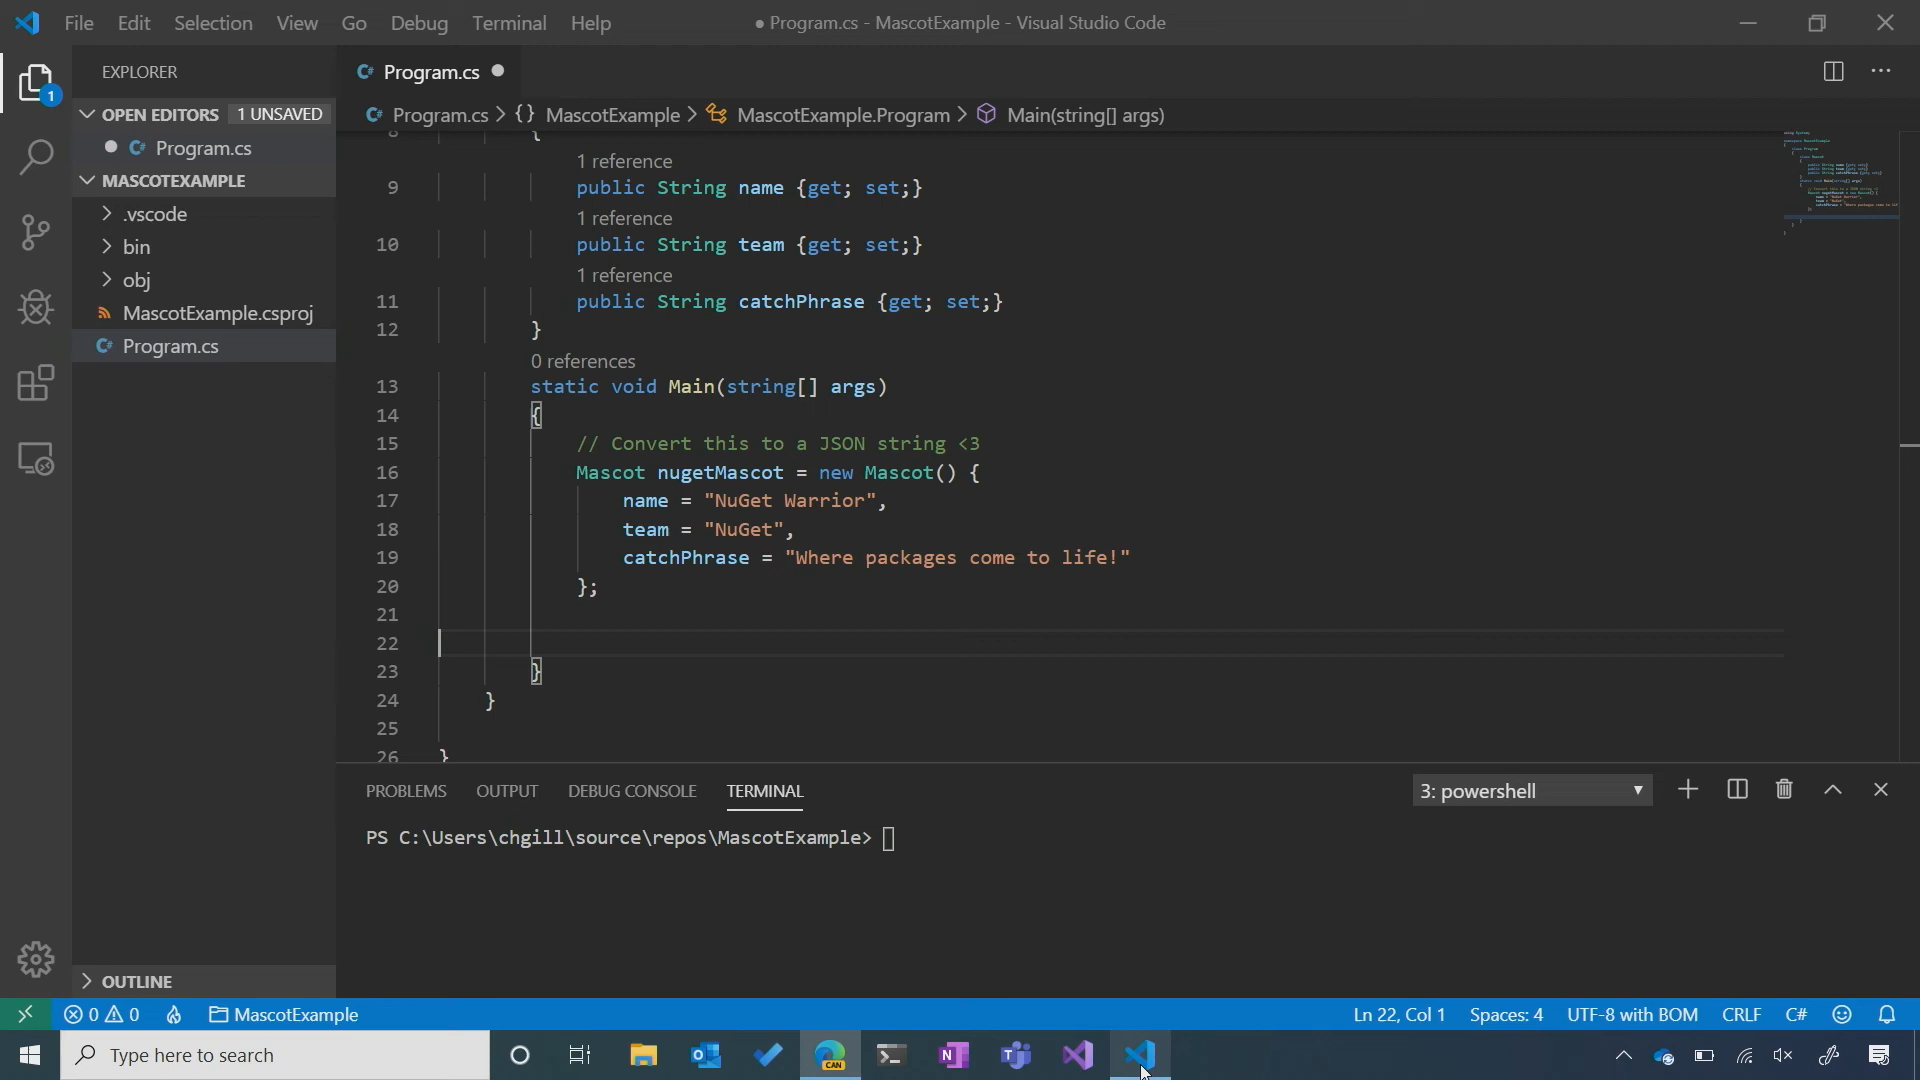 File Edit Selection View Go Debug Terminal Help
● Program.cs - MascotExample - Visual Studio Code
EXPLORER
OPEN EDITORS 1 UNSAVED
Program.cs
MASCOTEXAMPLE
.vscode
bin
obj
MascotExample.csproj
Program.cs
OUTLINE
1
Program.cs
Program.cs > {} MascotExample > MascotExample.Program > Main(string[] args)
8 {
1 reference
9 public String name {get; set;}
1 reference
10 public String team {get; set;}
1 reference
11 public String catchPhrase {get; set;}
12 }
0 references
13 static void Main(string[] args)
14 {
15 // Convert this to a JSON string <3
16 Mascot nugetMascot = new Mascot() {
17 name = "NuGet Warrior",
18 team = "NuGet",
19 catchPhrase = "Where packages come to life!"
20 };
21
22
23 }
24 }
25
26 }
PROBLEMS OUTPUT DEBUG CONSOLE TERMINAL
3: powershell
PS C:\Users\chgill\source\repos\MascotExample>
0 0 MascotExample
Ln 22, Col 1 Spaces: 4 UTF-8 with BOM CRLF C#
Type here to search
CAN